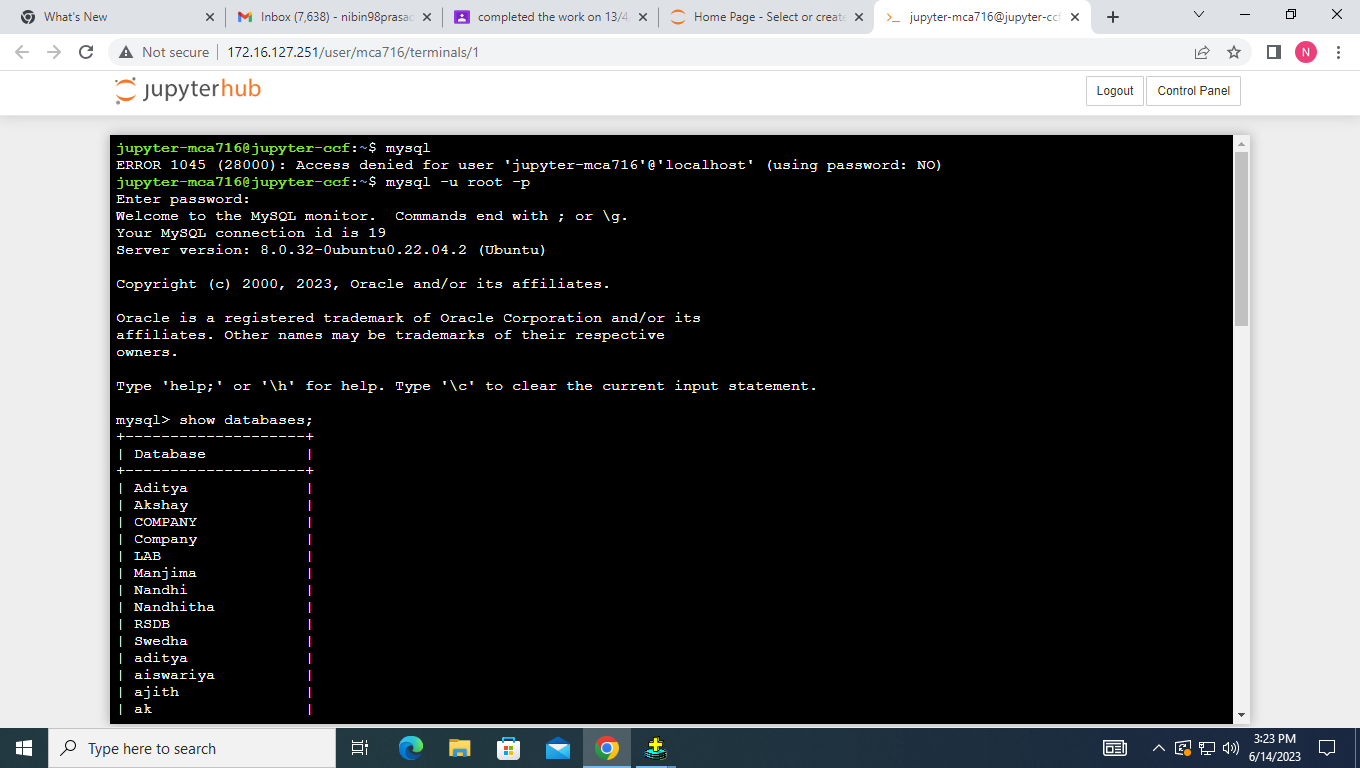 What's New
Inbox (7,638) - nibin98prasac
completed the work on 13/4
Home Page - Select or create
>_ jupyter-mca716@jupyter-ccf
Not secure | 172.16.127.251/user/mca716/terminals/1
N
jupyterhub
Logout
Control Panel
jupyter-mca716@jupyter-ccf:~$ mysql
ERROR 1045 (28000): Access denied for user 'jupyter-mca716'@'localhost' (using password: NO)
jupyter-mca716@jupyter-ccf:~$ mysql -u root -p
Enter password:
Welcome to the MySQL monitor.  Commands end with ; or \g.
Your MySQL connection id is 19
Server version: 8.0.32-0ubuntu0.22.04.2 (Ubuntu)
Copyright (c) 2000, 2023, Oracle and/or its affiliates.
Oracle is a registered trademark of Oracle Corporation and/or its
affiliates. Other names may be trademarks of their respective
owners.
Type 'help;' or '\h' for help. Type '\c' to clear the current input statement.
mysql> show databases;
+--------------------+
| Database           |
+--------------------+
| Aditya             |
| Akshay             |
| COMPANY            |
| Company            |
| LAB                |
| Manjima            |
| Nandhi             |
| Nandhitha          |
| RSDB               |
| Swedha             |
| aditya             |
| aiswariya          |
| ajith              |
| ak                 |
Type here to search
3:23 PM
6/14/2023